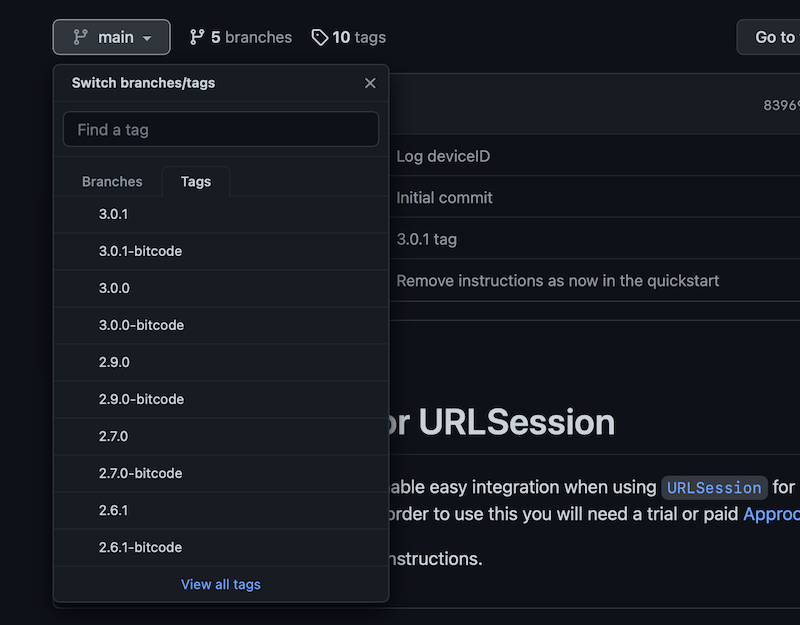 main 5 branches 10 tags Go to
Switch branches/tags
Find a tag
Branches Tags
3.0.1
3.0.1-bitcode
3.0.0
3.0.0-bitcode
2.9.0
2.9.0-bitcode
2.7.0
2.7.0-bitcode
2.6.1
2.6.1-bitcode
View all tags
8396
Log deviceID
Initial commit
3.0.1 tag
Remove instructions as now in the quickstart
or URLSession
able easy integration when using URLSession for
order to use this you will need a trial or paid Approo
nstructions.